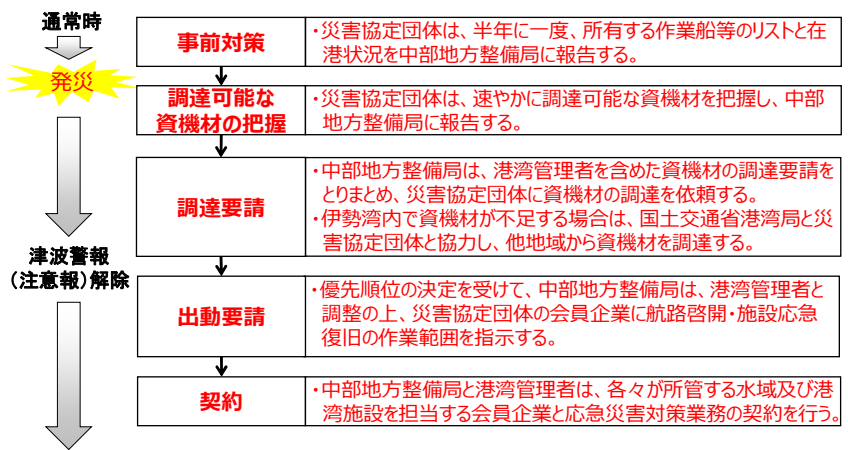 通常時
事前対策
・災害協定団体は、半年に一度、所有する作業船等のリストと在
港状況を中部地方整備局に報告する。
発災
調達可能な
資機材の把握
・災害協定団体は、速やかに調達可能な資機材を把握し、中部
地方整備局に報告する。
調達要請
・中部地方整備局は、港湾管理者を含めた資機材の調達要請を
とりまとめ、災害協定団体に資機材の調達を依頼する。
・伊勢湾内で資機材が不足する場合は、国土交通省港湾局と災
害協定団体と協力し、他地域から資機材を調達する。
津波警報
（注意報）解除
出動要請
・優先順位の決定を受けて、中部地方整備局は、港湾管理者と
調整の上、災害協定団体の会員企業に航路啓開・施設応急
復旧の作業範囲を指示する。
契約
・中部地方整備局と港湾管理者は、各々が所管する水域及び港
湾施設を担当する会員企業と応急災害対策業務の契約を行う。